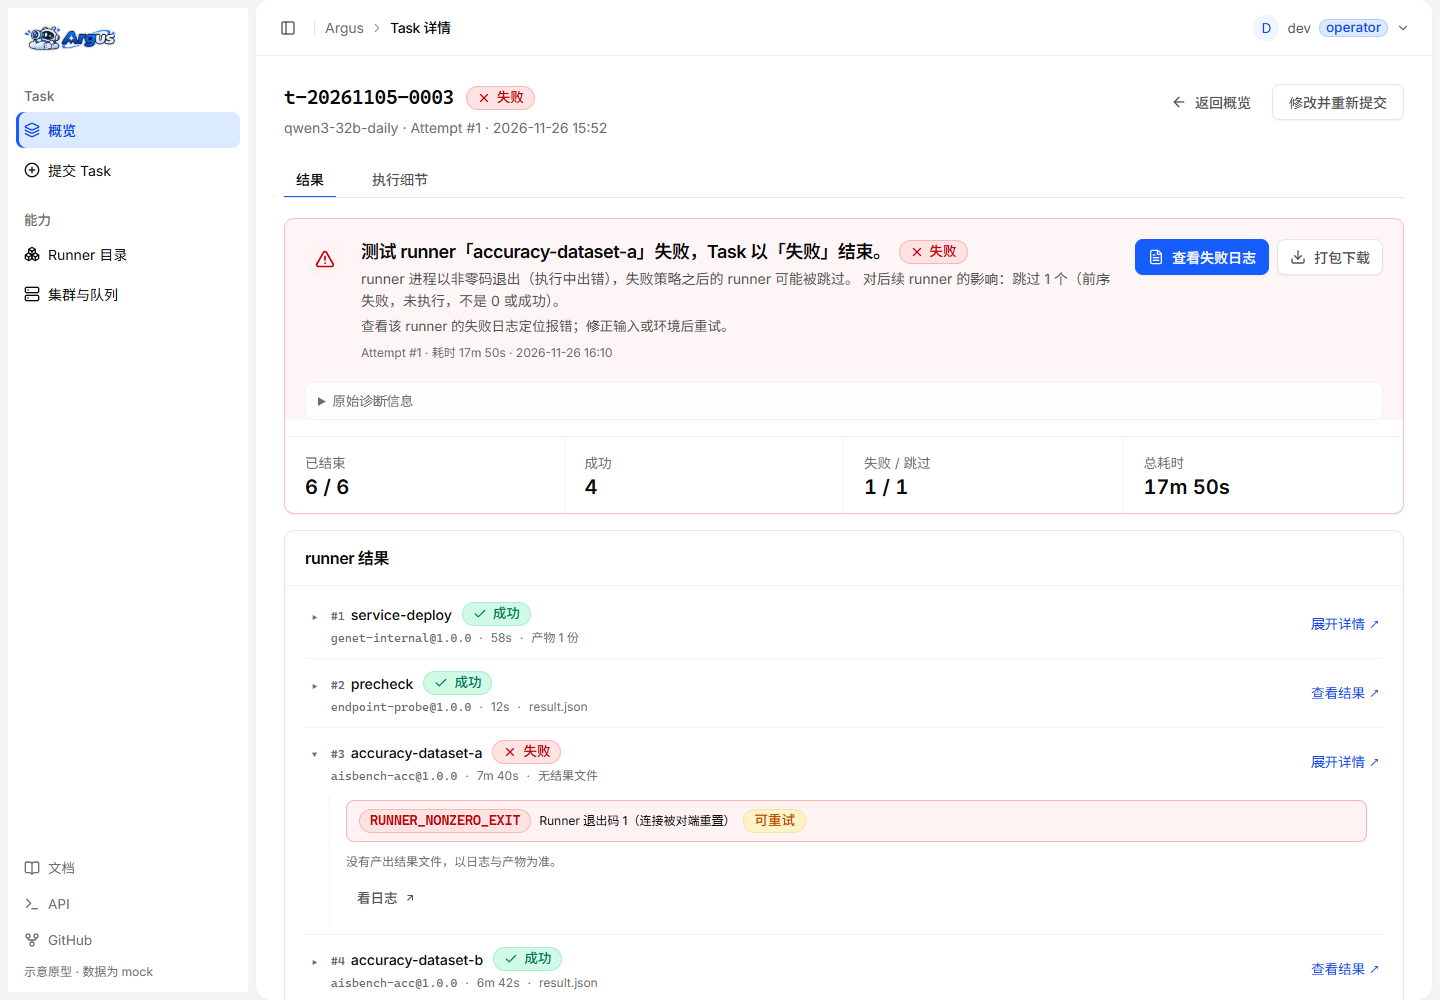 Argus
Task
概览
提交 Task
能力
Runner 目录
集群与队列
文档
API
GitHub
示意原型 · 数据为 mock
Argus
Task 详情
D
dev
operator
t-20261105-0003
失败
qwen3-32b-daily · Attempt #1 · 2026-11-26 15:52
返回概览
修改并重新提交
结果
执行细节
测试 runner「accuracy-dataset-a」失败，Task 以「失败」结束。
失败
runner 进程以非零码退出（执行中出错），失败策略之后的 runner 可能被跳过。 对后续 runner 的影响：跳过 1 个（前序
失败，未执行，不是 0 或成功）。
查看该 runner 的失败日志定位报错；修正输入或环境后重试。
Attempt #1 · 耗时 17m 50s · 2026-11-26 16:10
查看失败日志
打包下载
原始诊断信息
已结束
6 / 6
成功
4
失败 / 跳过
1 / 1
总耗时
17m 50s
runner 结果
#1 service-deploy 成功
genet-internal@1.0.0 · 58s · 产物 1 份
展开详情 ↗
#2 precheck 成功
endpoint-probe@1.0.0 · 12s · result.json
查看结果 ↗
#3 accuracy-dataset-a 失败
aisbench-acc@1.0.0 · 7m 40s · 无结果文件
展开详情 ↗
RUNNER_NONZERO_EXIT Runner 退出码 1（连接被对端重置） 可重试
没有产出结果文件，以日志与产物为准。
看日志 ↗
#4 accuracy-dataset-b 成功
aisbench-acc@1.0.0 · 6m 42s · result.json
查看结果 ↗